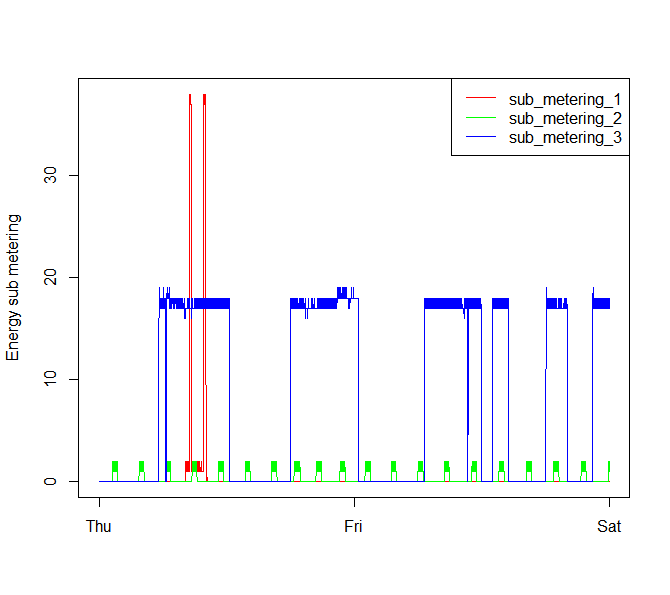 sub_metering_1
sub_metering_2
sub_metering_3
Energy sub metering
30
20
10
0
Thu Fri Sat